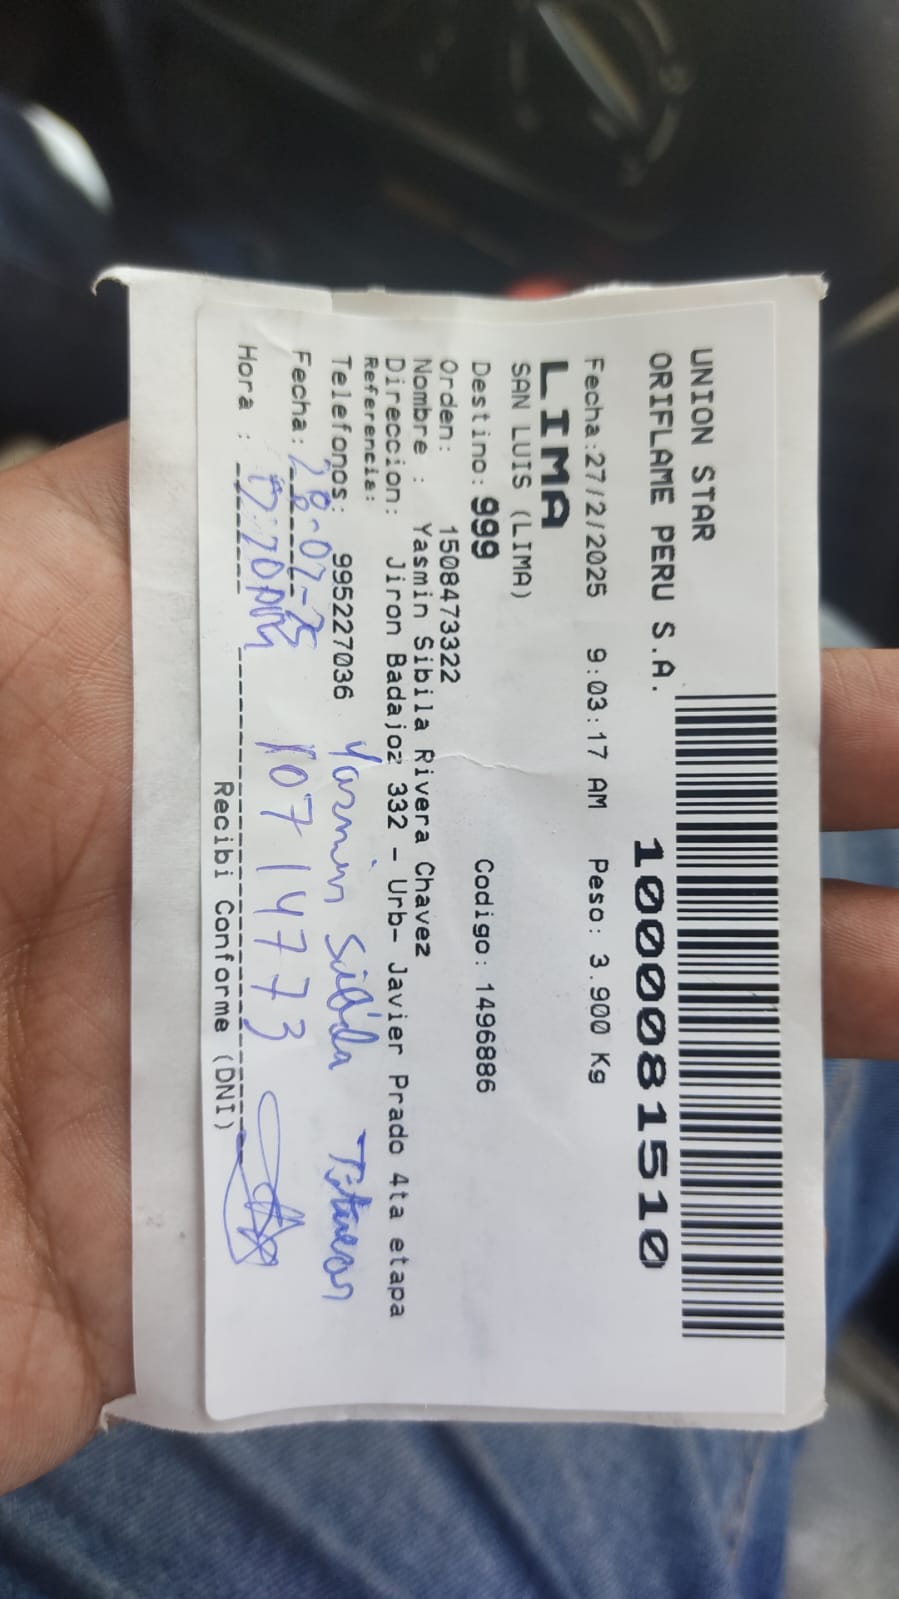 UNION STAR
ORIFLAME PERU S.A.
1000081510
Fecha:27/2/2025 9:03:17 AM Peso: 3.900 Kg
LIMA
SAN LUIS (LIMA)
Destino: 999 Codigo: 1496886
Orden: 1508473322
Nombre : Yasmin Sibila Rivera Chavez
Direccion: Jiron Badajoz 332 - Urb- Javier Prado 4ta etapa
Referencia:
Telefonos: 995227036 Yasmin Sibila Titular
Fecha: 28-02-25
Hora : 10714773
Recibi Conforme (DNI)